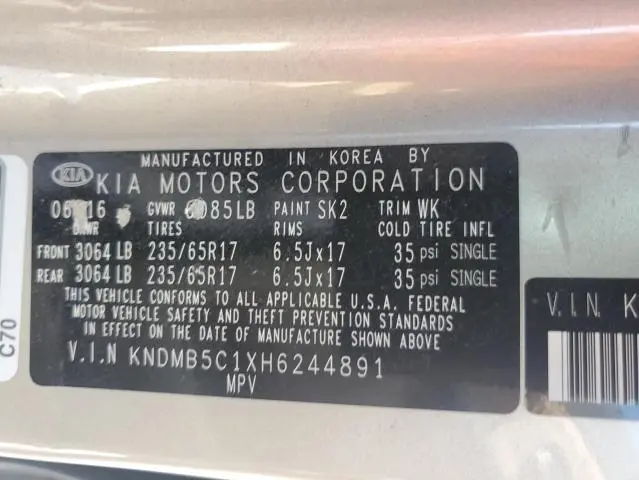 MANUFACTURED IN KOREA BY
KIA KIA MOTORS CORPORATION
GVWR PAINT SK2 TRIM WK
TIRES RIMS COLD TIRE INFL
FRONT 3064 LB 235/65R17 6.5Jx17 35 psi SINGLE
REAR 3064 LB 235/65R17 6.5Jx17 35 psi SINGLE
THIS VEHICLE CONFORMS TO ALL APPLICABLE U.S.A. FEDERAL
MOTOR VEHICLE SAFETY AND THEFT PREVENTION STANDARDS
IN EFFECT ON THE DATE OF MANUFACTURE SHOWN ABOVE
V.I.N KNDMB5C1XH6244891
MPV
C70
V.I.N. K